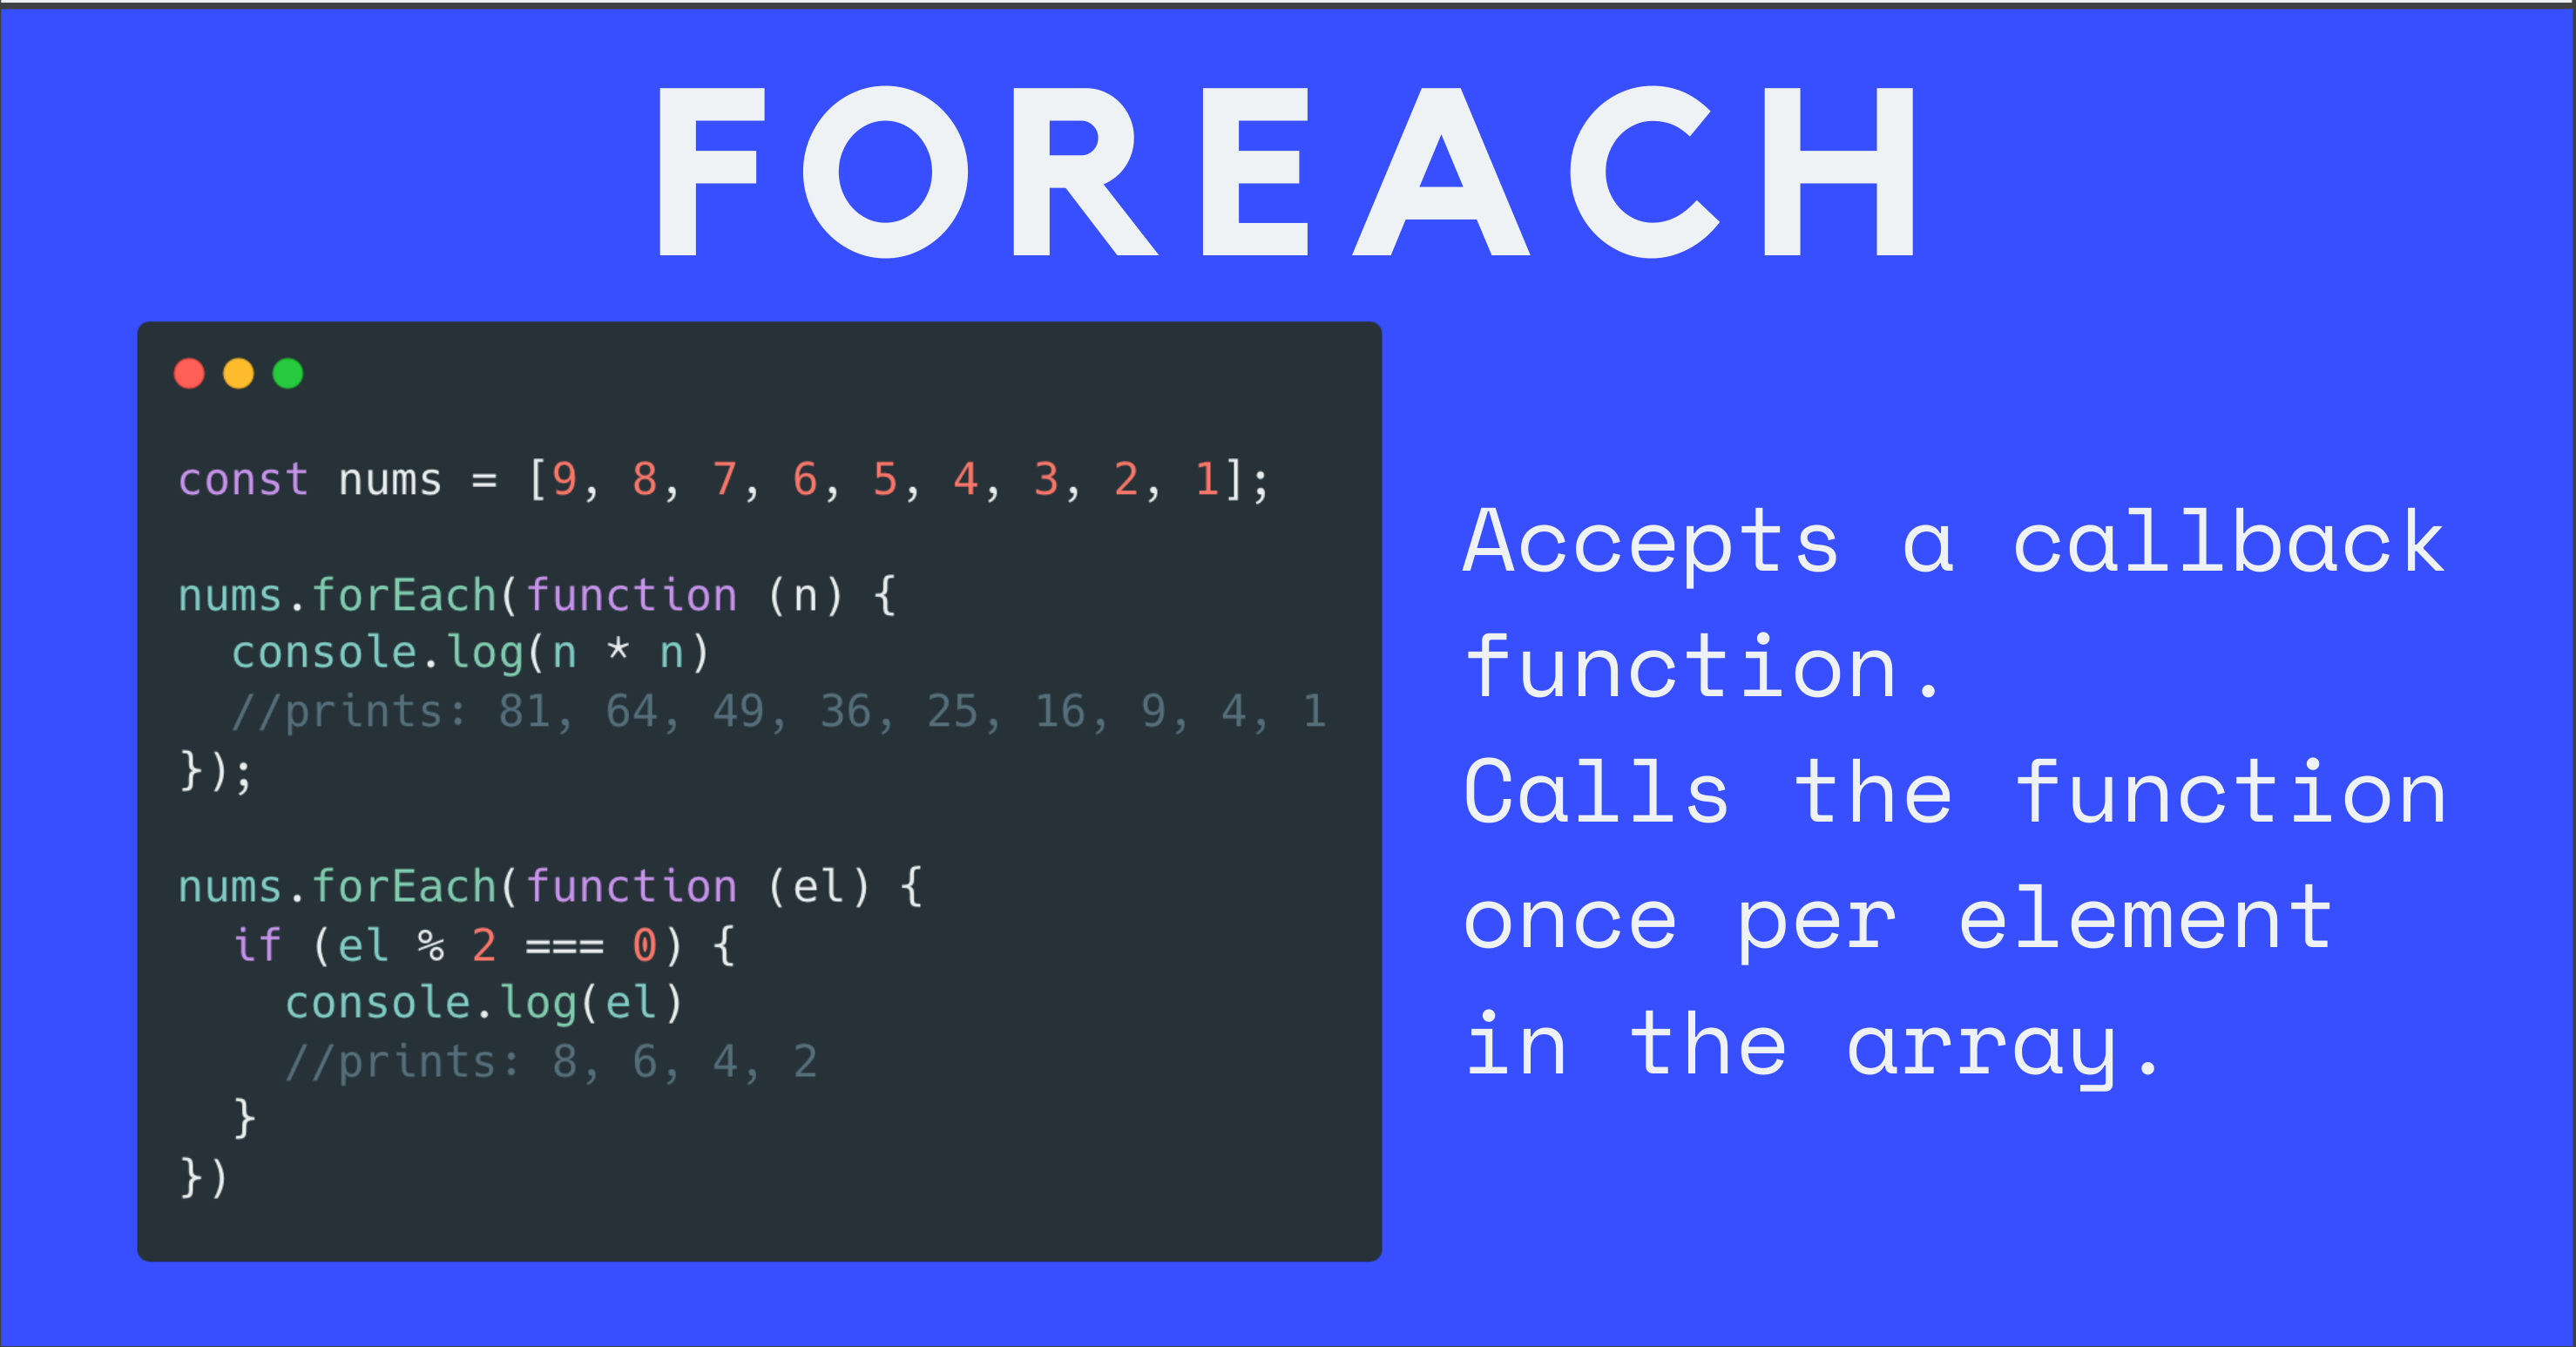 FOREACH
const nums = [9, 8, 7, 6, 5, 4, 3, 2, 1];
nums.forEach(function (n) {
  console.log(n * n)
  //prints: 81, 64, 49, 36, 25, 16, 9, 4, 1
});
nums.forEach(function (el) {
  if (el % 2 === 0) {
    console.log(el)
    //prints: 8, 6, 4, 2
  }
})
Accepts a callback
function.
Calls the function
once per element
in the array.